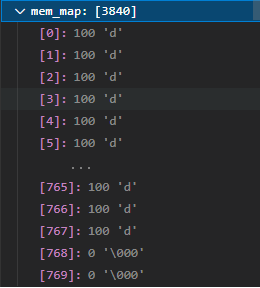 mem_map: [3840]
[0]: 100 'd'
[1]: 100 'd'
[2]: 100 'd'
[3]: 100 'd'
[4]: 100 'd'
[5]: 100 'd'
...
[765]: 100 'd'
[766]: 100 'd'
[767]: 100 'd'
[768]: 0 '\000'
[769]: 0 '\000'